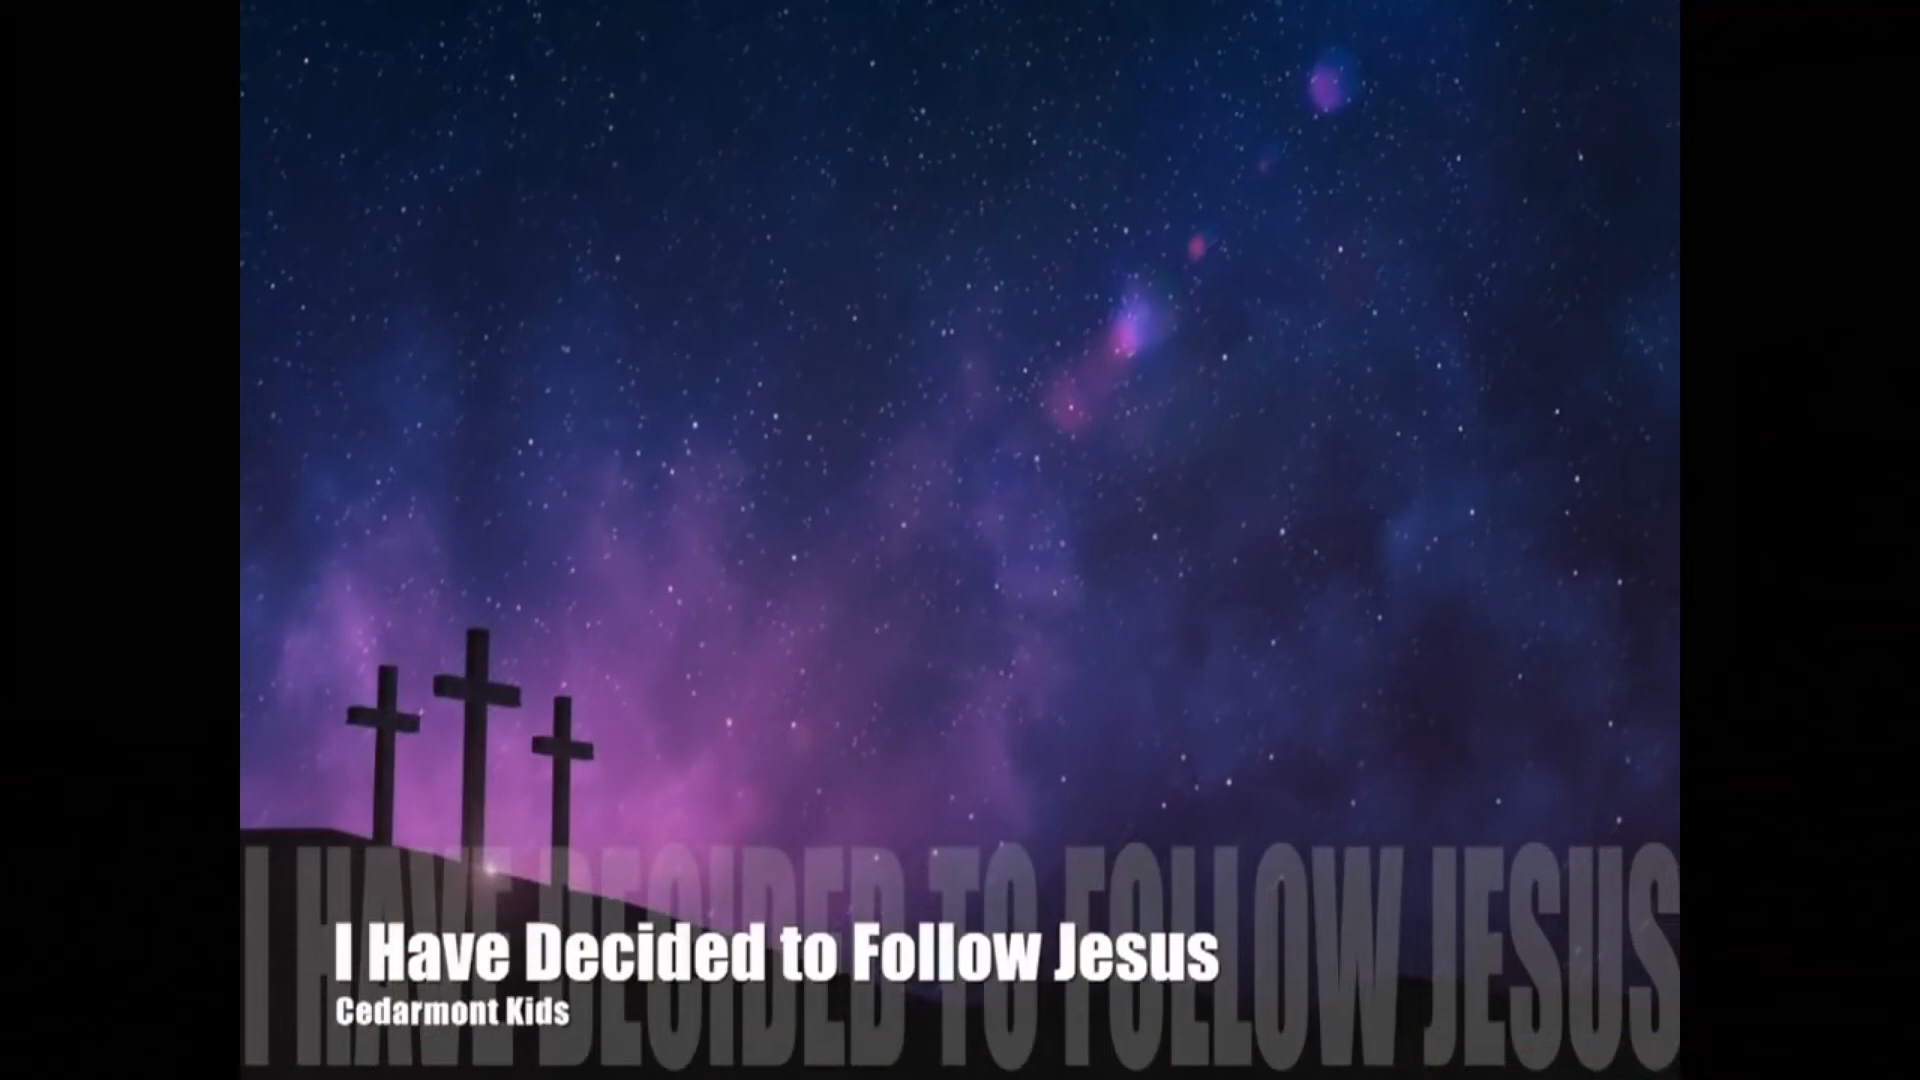 I HAVE DECIDED TO FOLLOW JESUS
I Have Decided to Follow Jesus
Cedarmont Kids